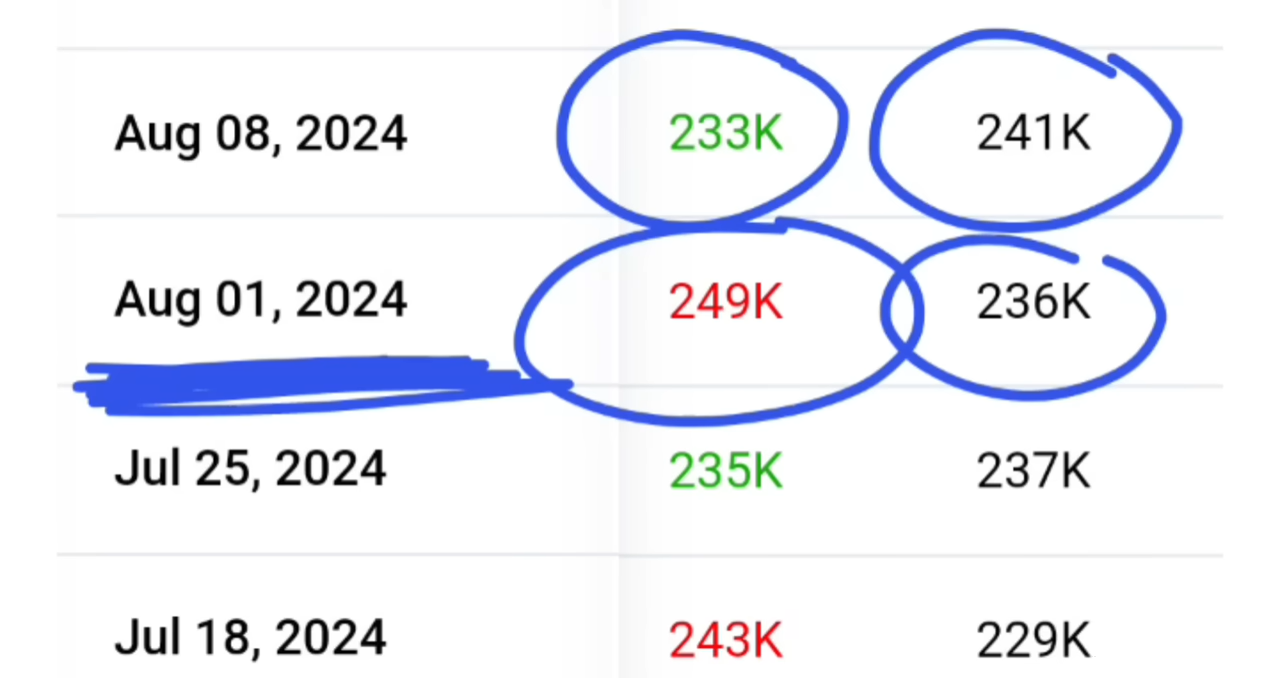 Aug 08, 2024 233K 241K
Aug 01, 2024 249K 236K
Jul 25, 2024 235K 237K
Jul 18, 2024 243K 229K